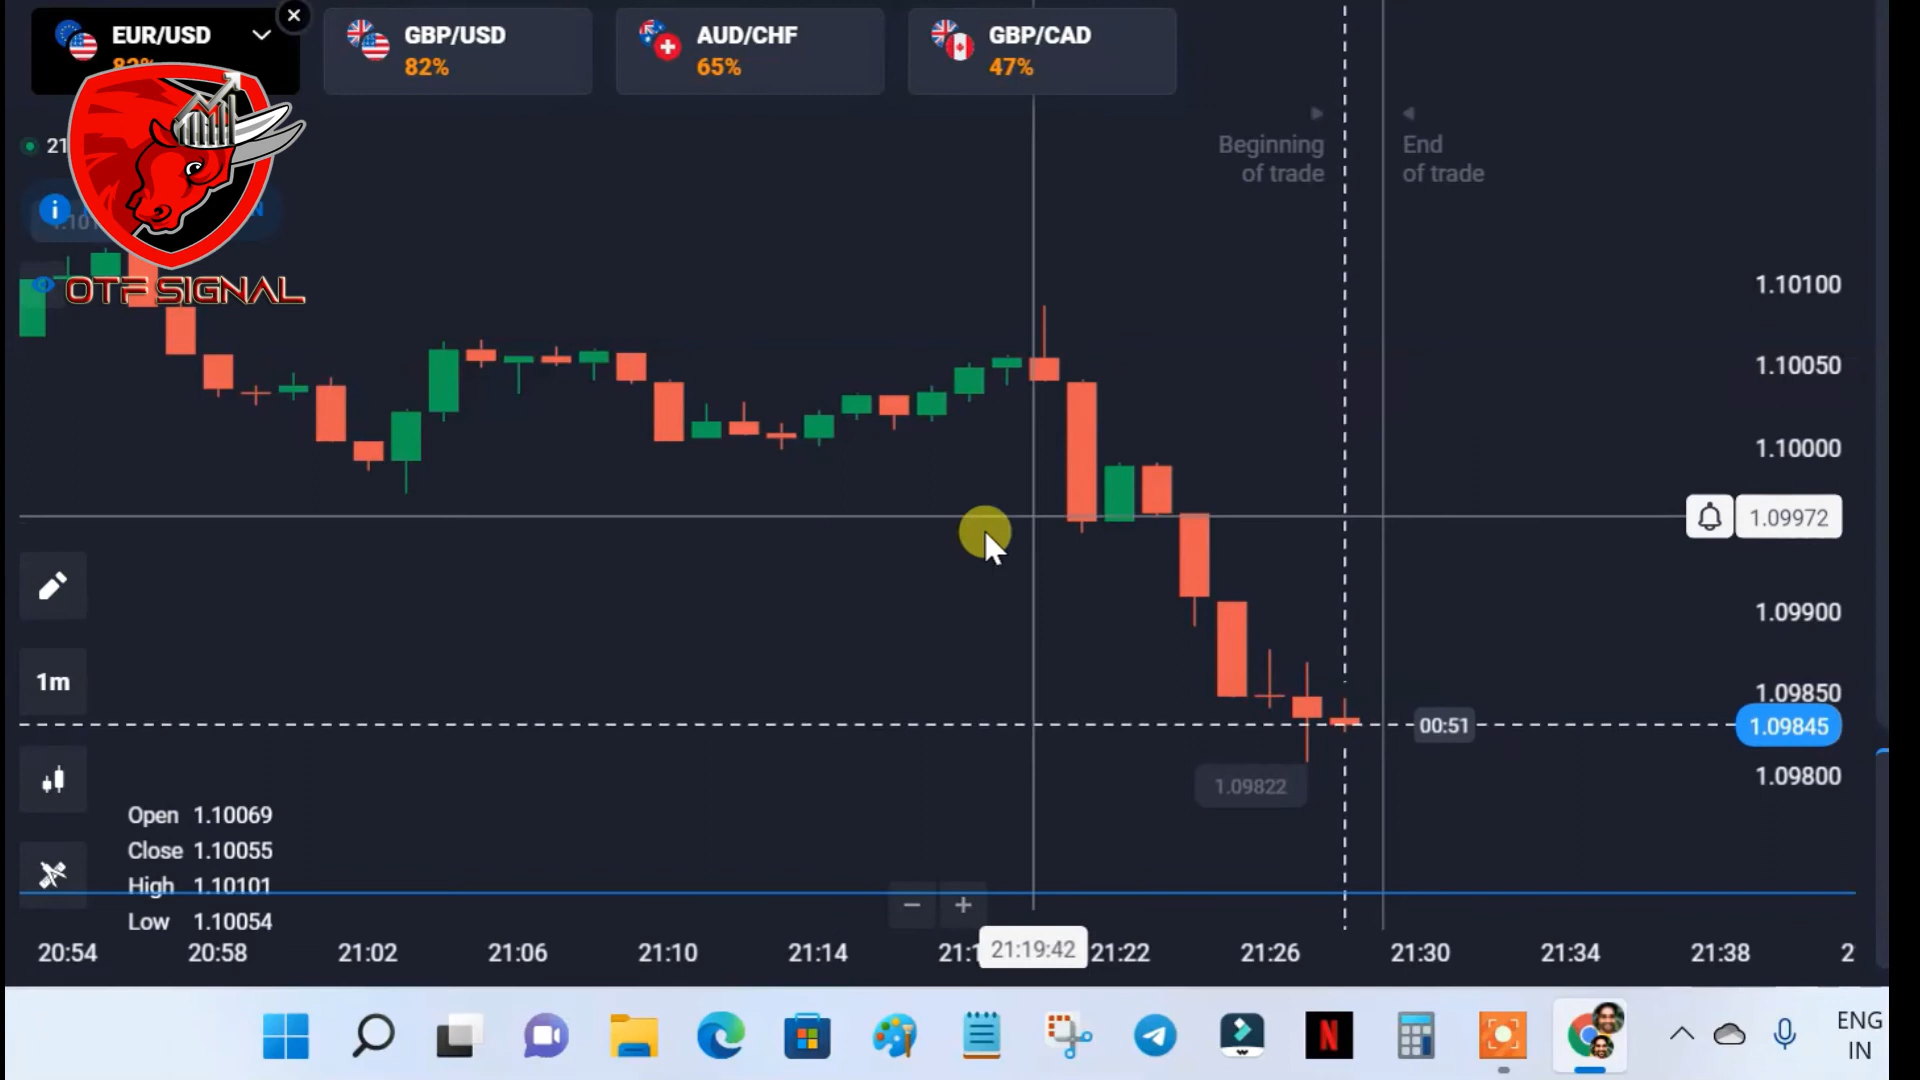 EUR/USD
GBP/USD
82%
AUD/CHF
65%
GBP/CAD
47%
21
Beginning
of trade
End
of trade
OTF SIGNAL
1.10100
1.10050
1.10000
1.09972
1.09900
1m
1.09850
00:51
1.09845
1.09822
1.09800
Open 1.10069
Close 1.10055
High 1.10101
Low 1.10054
20:54
20:58
21:02
21:06
21:10
21:14
21:19:42
21:22
21:26
21:30
21:34
21:38
2
ENG
IN